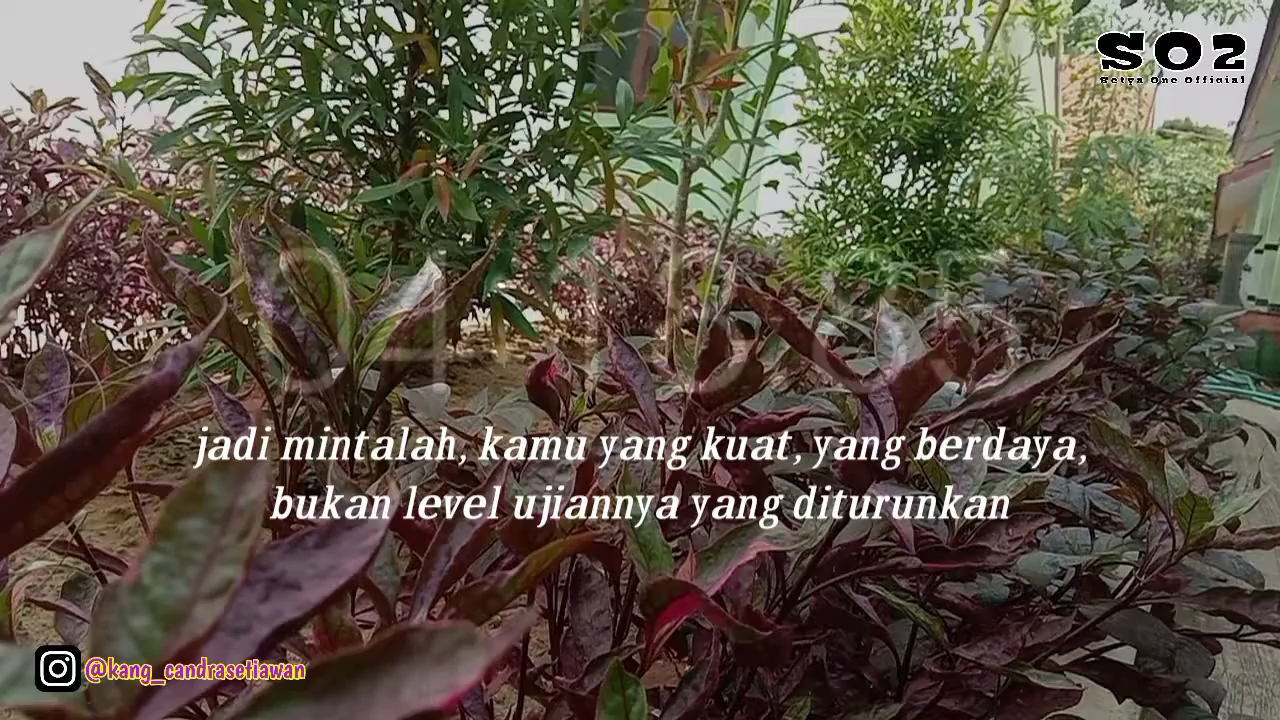 SO2
Setya One Official
jadi mintalah, kamu yang kuat, yang berdaya,
bukan level ujiannya yang diturunkan
@kang_candrasetiawan